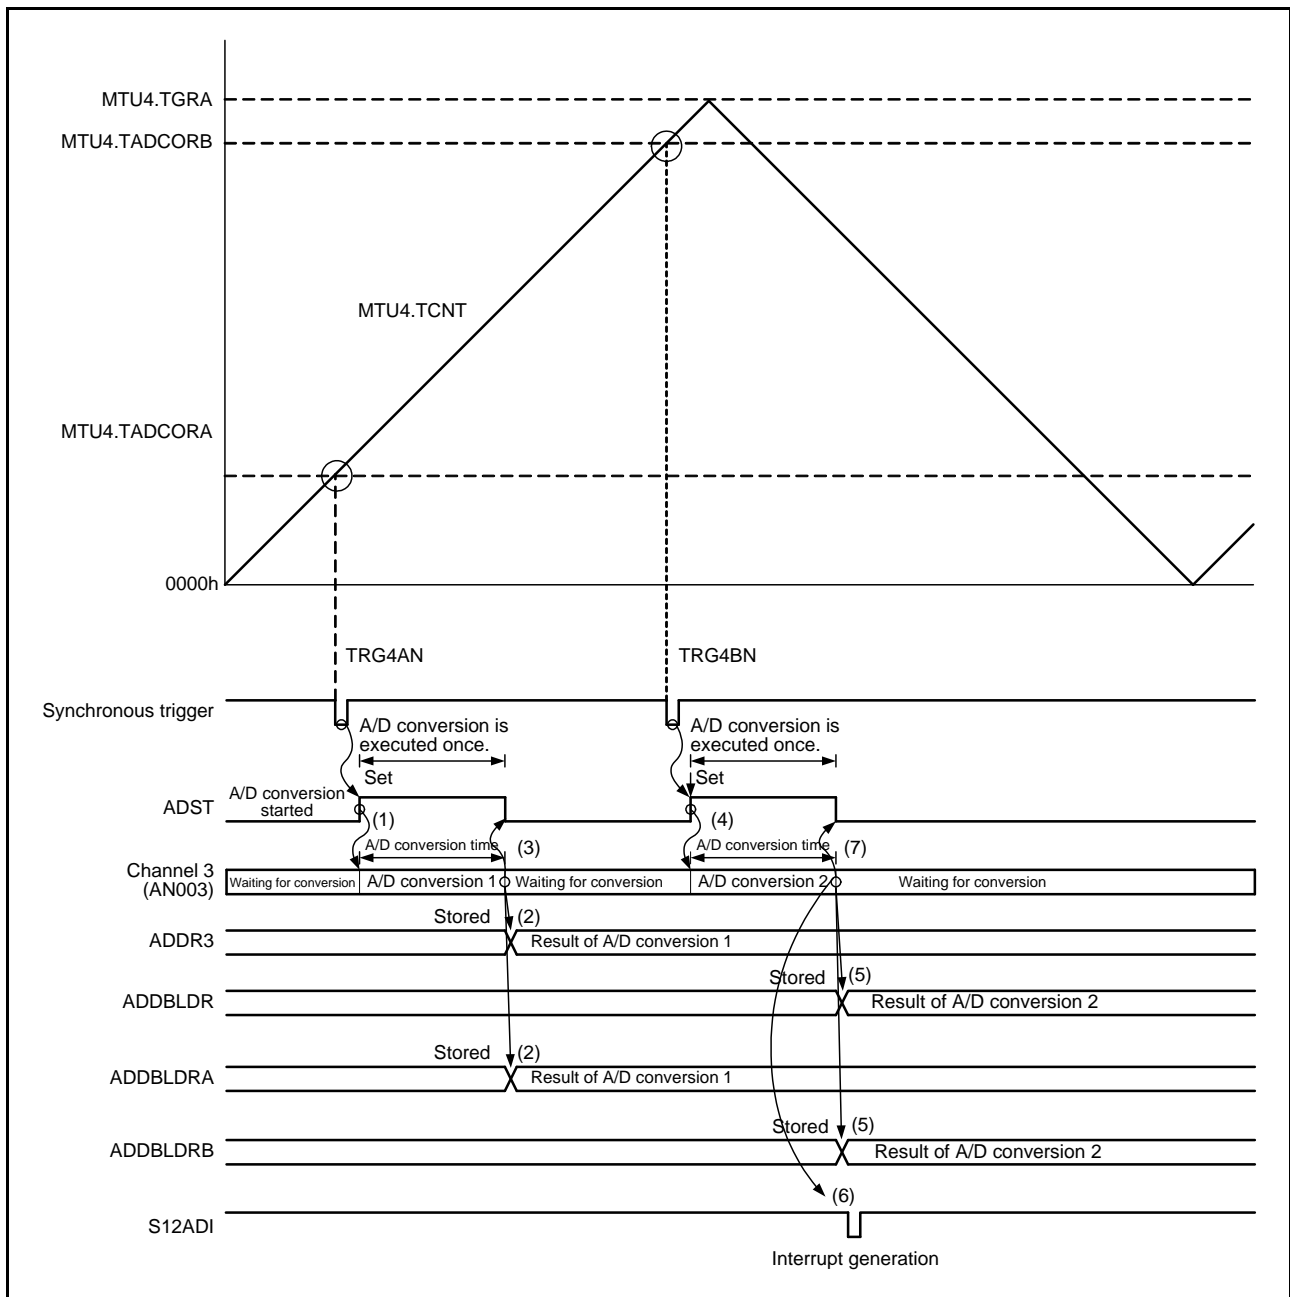 MTU4.TGRA
MTU4.TADCORB
MTU4.TCNT
MTU4.TADCORA
0000h
TRG4AN
TRG4BN
Synchronous trigger
A/D conversion is
executed once.
A/D conversion is
executed once.
Set
Set
A/D conversion
started
ADST
(1)
(4)
A/D conversion time
(3)
A/D conversion time
(7)
Channel 3
(AN003)
Waiting for conversion
A/D conversion 1
Waiting for conversion
A/D conversion 2
Waiting for conversion
Stored
(2)
ADDR3
Result of A/D conversion 1
Stored
(5)
ADDBLDR
Result of A/D conversion 2
Stored
(2)
ADDBLDRA
Result of A/D conversion 1
Stored
(5)
ADDBLDRB
Result of A/D conversion 2
(6)
S12ADI
Interrupt generation